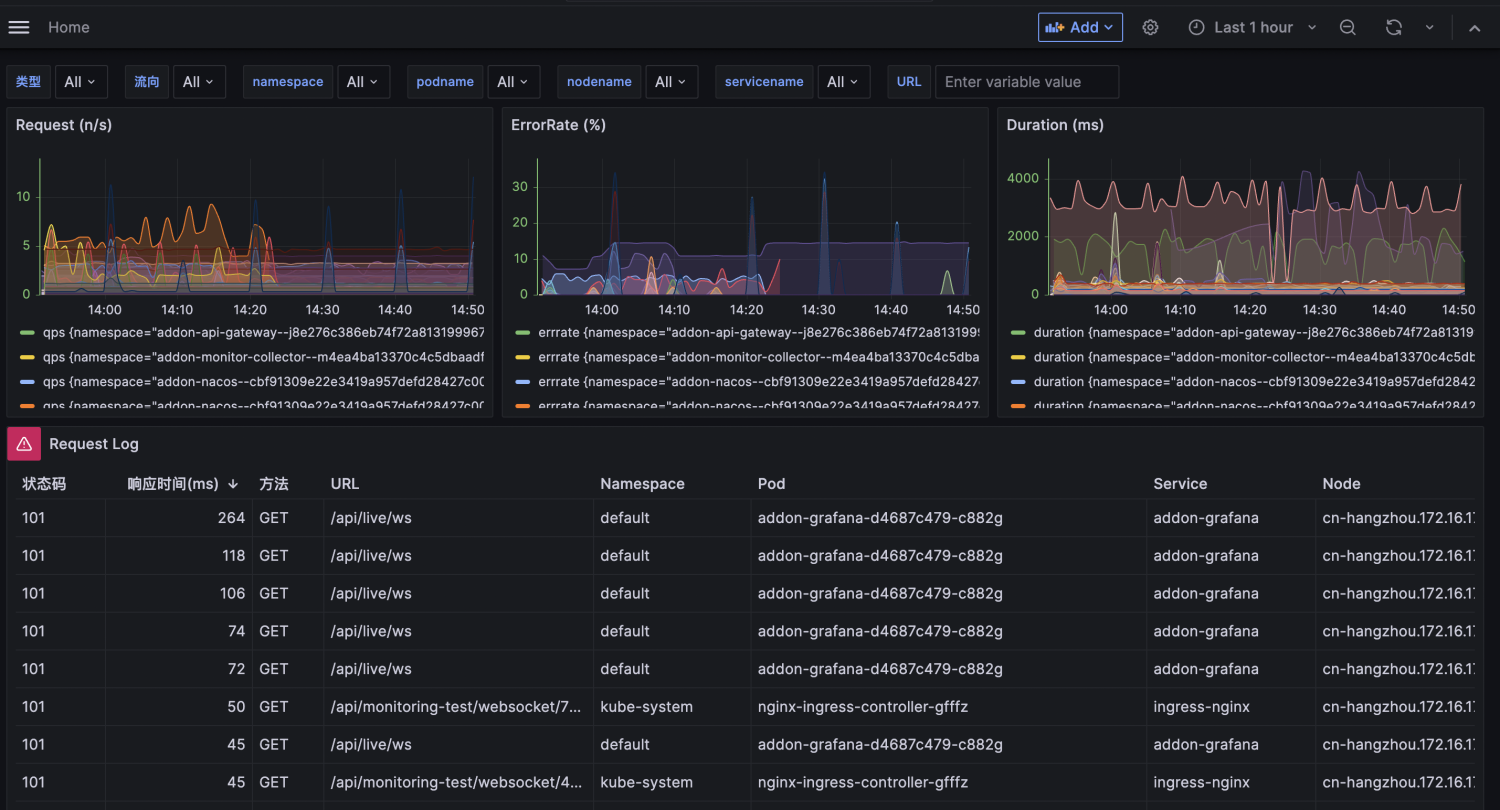 Home Add Last 1 hour
类型 All 流向 All namespace All podname All nodename All servicename All URL Enter variable value
Request (n/s)
10
5
0
14:00 14:10 14:20 14:30 14:40 14:50
qps {namespace="addon-api-gateway--j8e276c386eb74f72a813199967
qps {namespace="addon-monitor-collector--m4ea4ba13370c4c5dbaadf
qps {namespace="addon-nacos--cbf91309e22e3419a957defd28427c00
qps {namespace="addon-nacos--cbf91309e22e3419a957defd28427c00
ErrorRate (%)
30
20
10
0
14:00 14:10 14:20 14:30 14:40 14:50
errrate {namespace="addon-api-gateway--j8e276c386eb74f72a813199
errrate {namespace="addon-monitor-collector--m4ea4ba13370c4c5dba
errrate {namespace="addon-nacos--cbf91309e22e3419a957defd28427
errrate {namespace="addon-nacos--cbf91309e22e3419a957defd28427
Duration (ms)
4000
2000
0
14:00 14:10 14:20 14:30 14:40 14:50
duration {namespace="addon-api-gateway--j8e276c386eb74f72a81319
duration {namespace="addon-monitor-collector--m4ea4ba13370c4c5db
duration {namespace="addon-nacos--cbf91309e22e3419a957defd2842
duration {namespace="addon-nacos--cbf91309e22e3419a957defd2842
Request Log
状态码 响应时间(ms) 方法 URL Namespace Pod Service Node
101 264 GET /api/live/ws default addon-grafana-d4687c479-c882g addon-grafana cn-hangzhou.172.16.17
101 118 GET /api/live/ws default addon-grafana-d4687c479-c882g addon-grafana cn-hangzhou.172.16.17
101 106 GET /api/live/ws default addon-grafana-d4687c479-c882g addon-grafana cn-hangzhou.172.16.17
101 74 GET /api/live/ws default addon-grafana-d4687c479-c882g addon-grafana cn-hangzhou.172.16.17
101 72 GET /api/live/ws default addon-grafana-d4687c479-c882g addon-grafana cn-hangzhou.172.16.17
101 50 GET /api/monitoring-test/websocket/7... kube-system nginx-ingress-controller-gfffz ingress-nginx cn-hangzhou.172.16.17
101 45 GET /api/live/ws default addon-grafana-d4687c479-c882g addon-grafana cn-hangzhou.172.16.17
101 45 GET /api/monitoring-test/websocket/4... kube-system nginx-ingress-controller-gfffz ingress-nginx cn-hangzhou.172.16.17